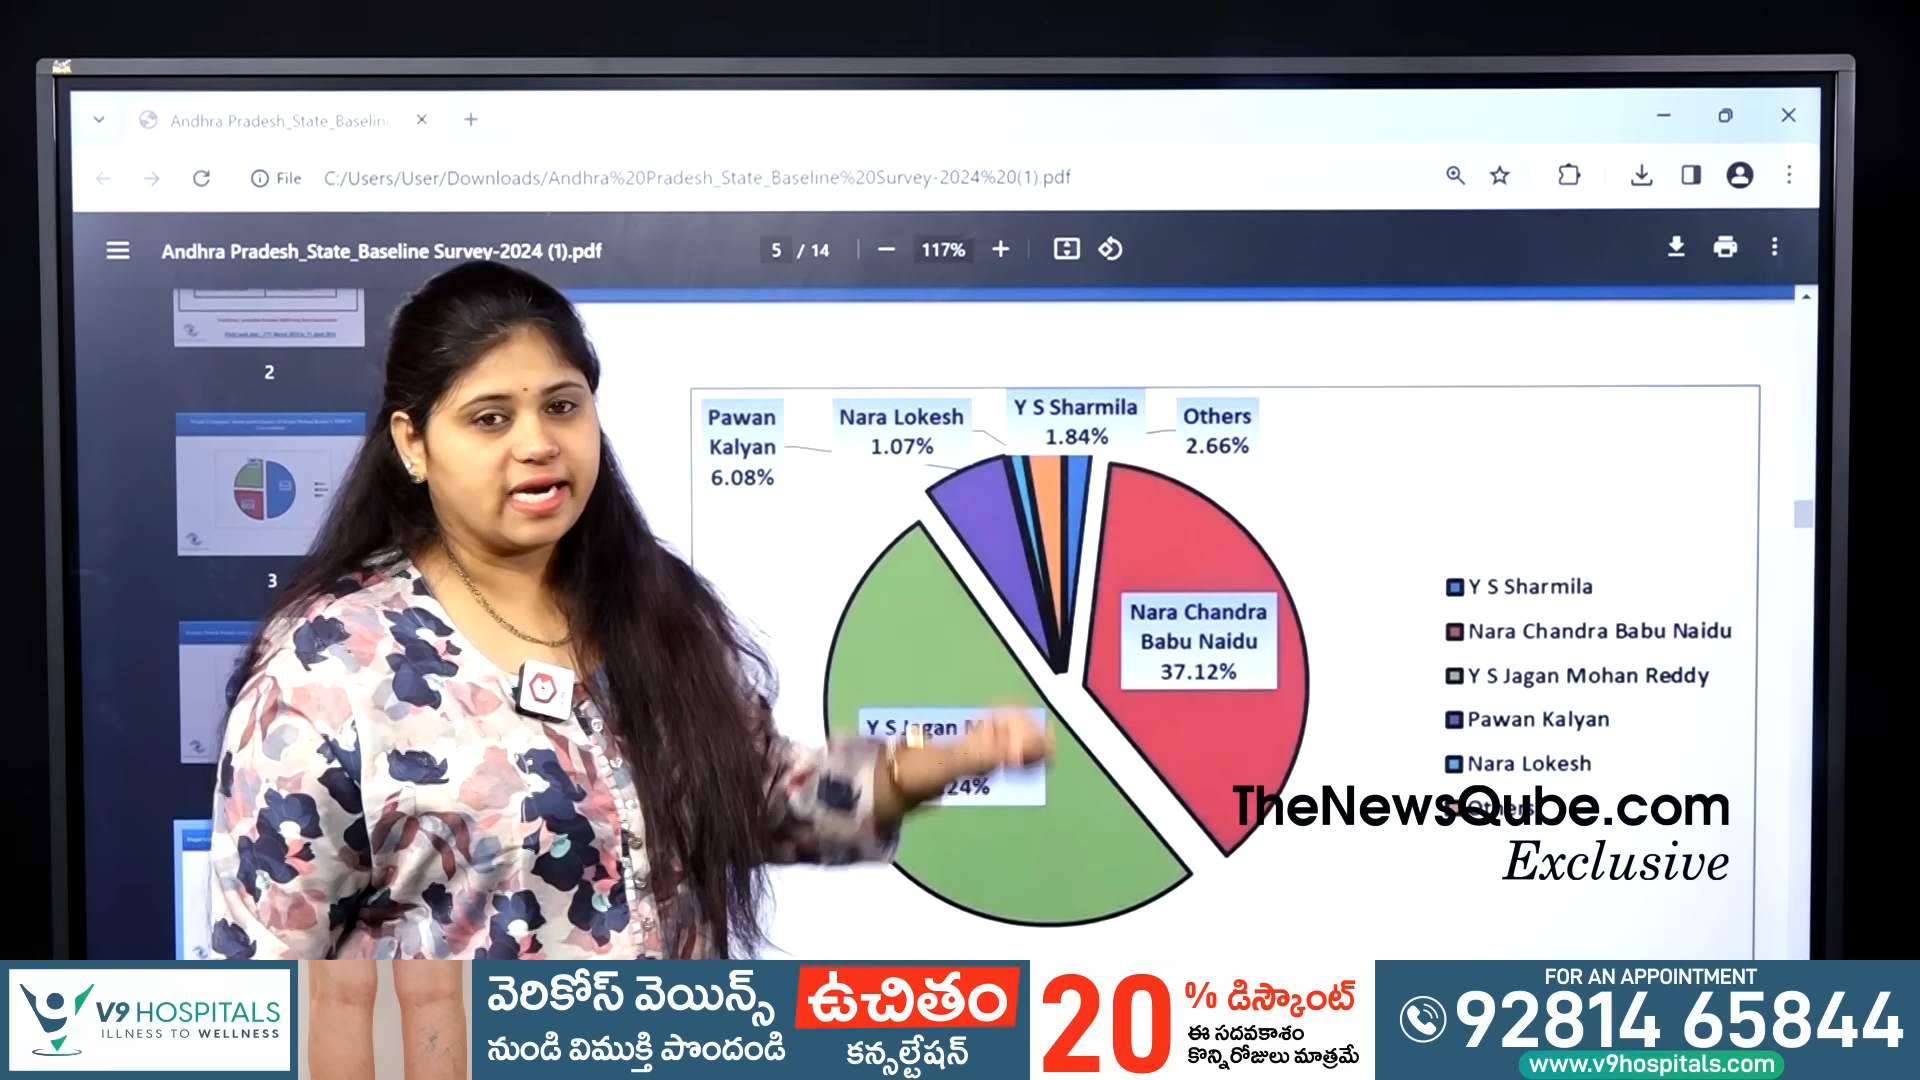 Andhra Pradesh_State_Baselin
File C:/Users/User/Downloads/Andhra%20Pradesh_State_Baseline%20Survey-2024%20(1).pdf
Andhra Pradesh_State_Baseline Survey-2024 (1).pdf
5 / 14
117%
2
3
Pawan
Kalyan
6.08%
Nara Lokesh
1.07%
Y S Sharmila
1.84%
Others
2.66%
Nara Chandra
Babu Naidu
37.12%
Y S Jagan M
24%
Y S Sharmila
Nara Chandra Babu Naidu
Y S Jagan Mohan Reddy
Pawan Kalyan
Nara Lokesh
Others
TheNewsQube.com
Exclusive
V9 HOSPITALS
ILLNESS TO WELLNESS
వెరికోస్ వెయిన్స్
నుండి విముక్తి పొందండి
ఉచితం
కన్సల్టేషన్
20 % డిస్కౌంట్
ఈ సదవకాశం
కొన్నిరోజులు మాత్రమే
FOR AN APPOINTMENT
92814 65844
www.v9hospitals.com